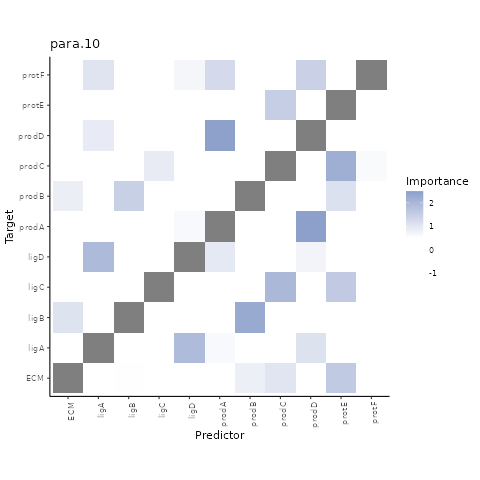 para.10
protF
protE
prodD
prodC
prodB
prodA
ligD
ligC
ligB
ligA
ECM
Target
ECM
ligA
ligB
ligC
ligD
prodA
prodB
prodC
prodD
protE
protF
Predictor
Importance
2
1
0
-1